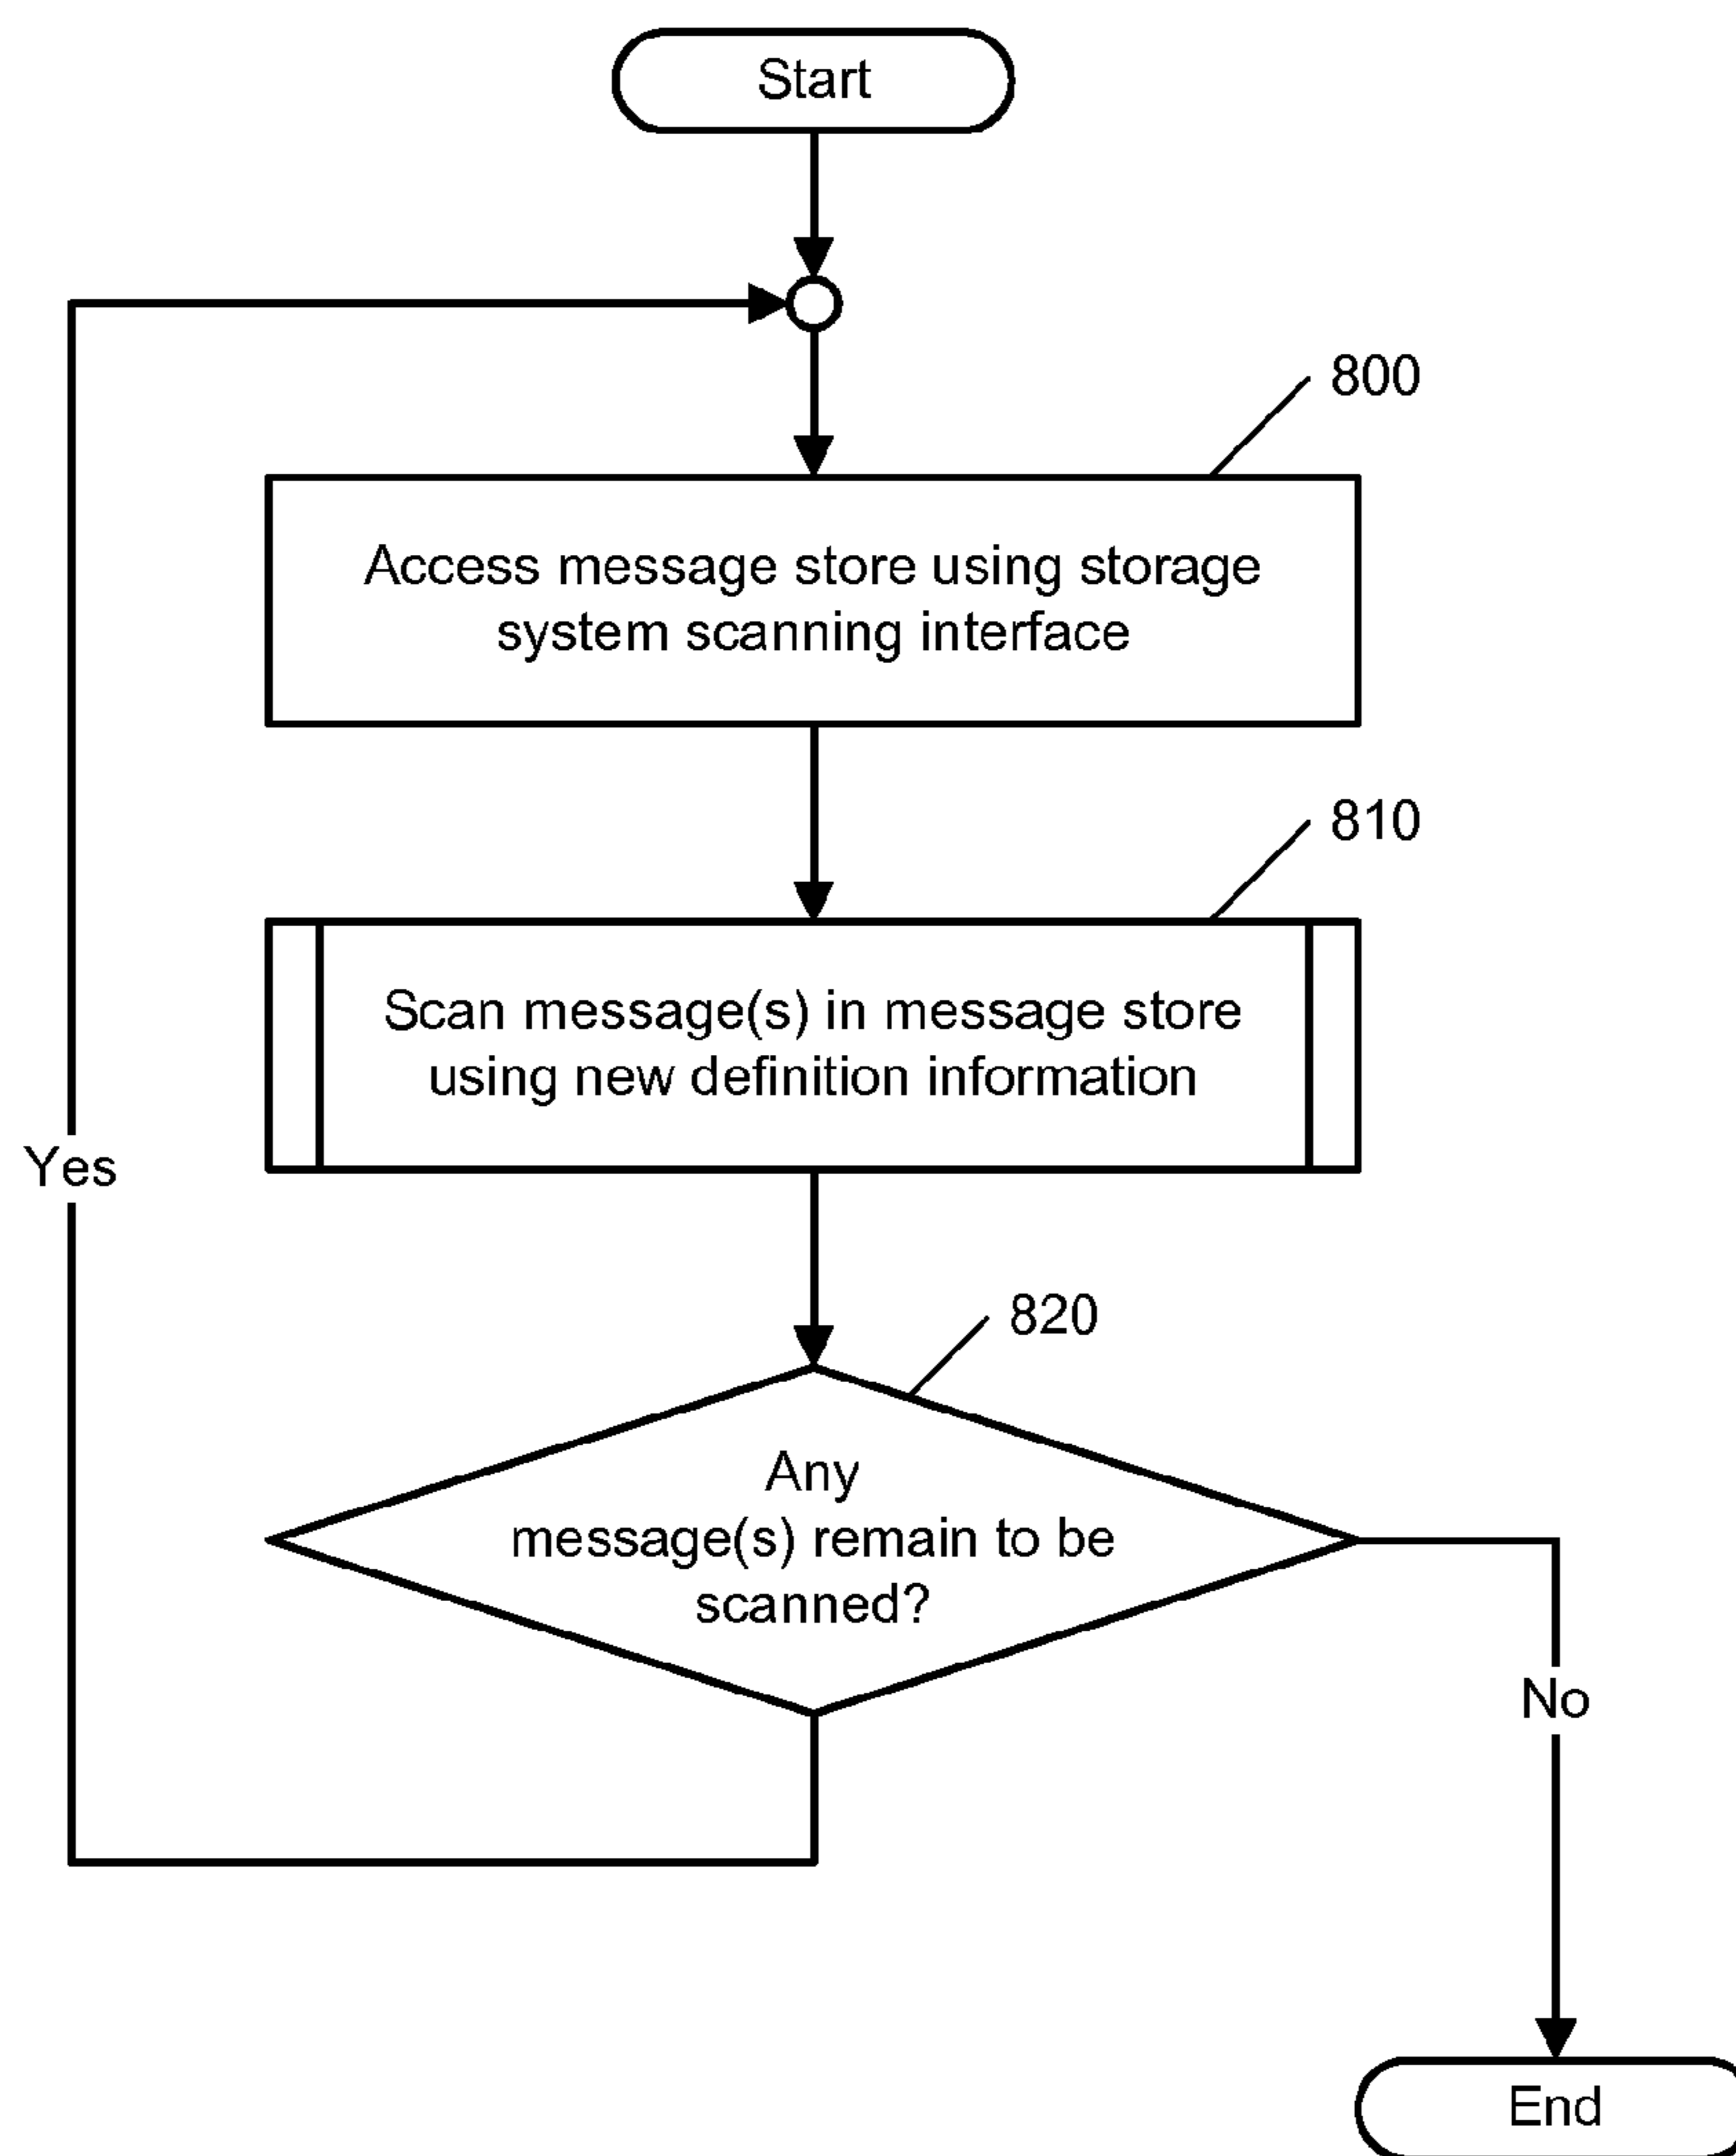 Start
800
Access message store using storage
system scanning interface
810
Scan message(s) in message store
using new definition information
Yes
820
Any
message(s) remain to be
scanned?
No
End